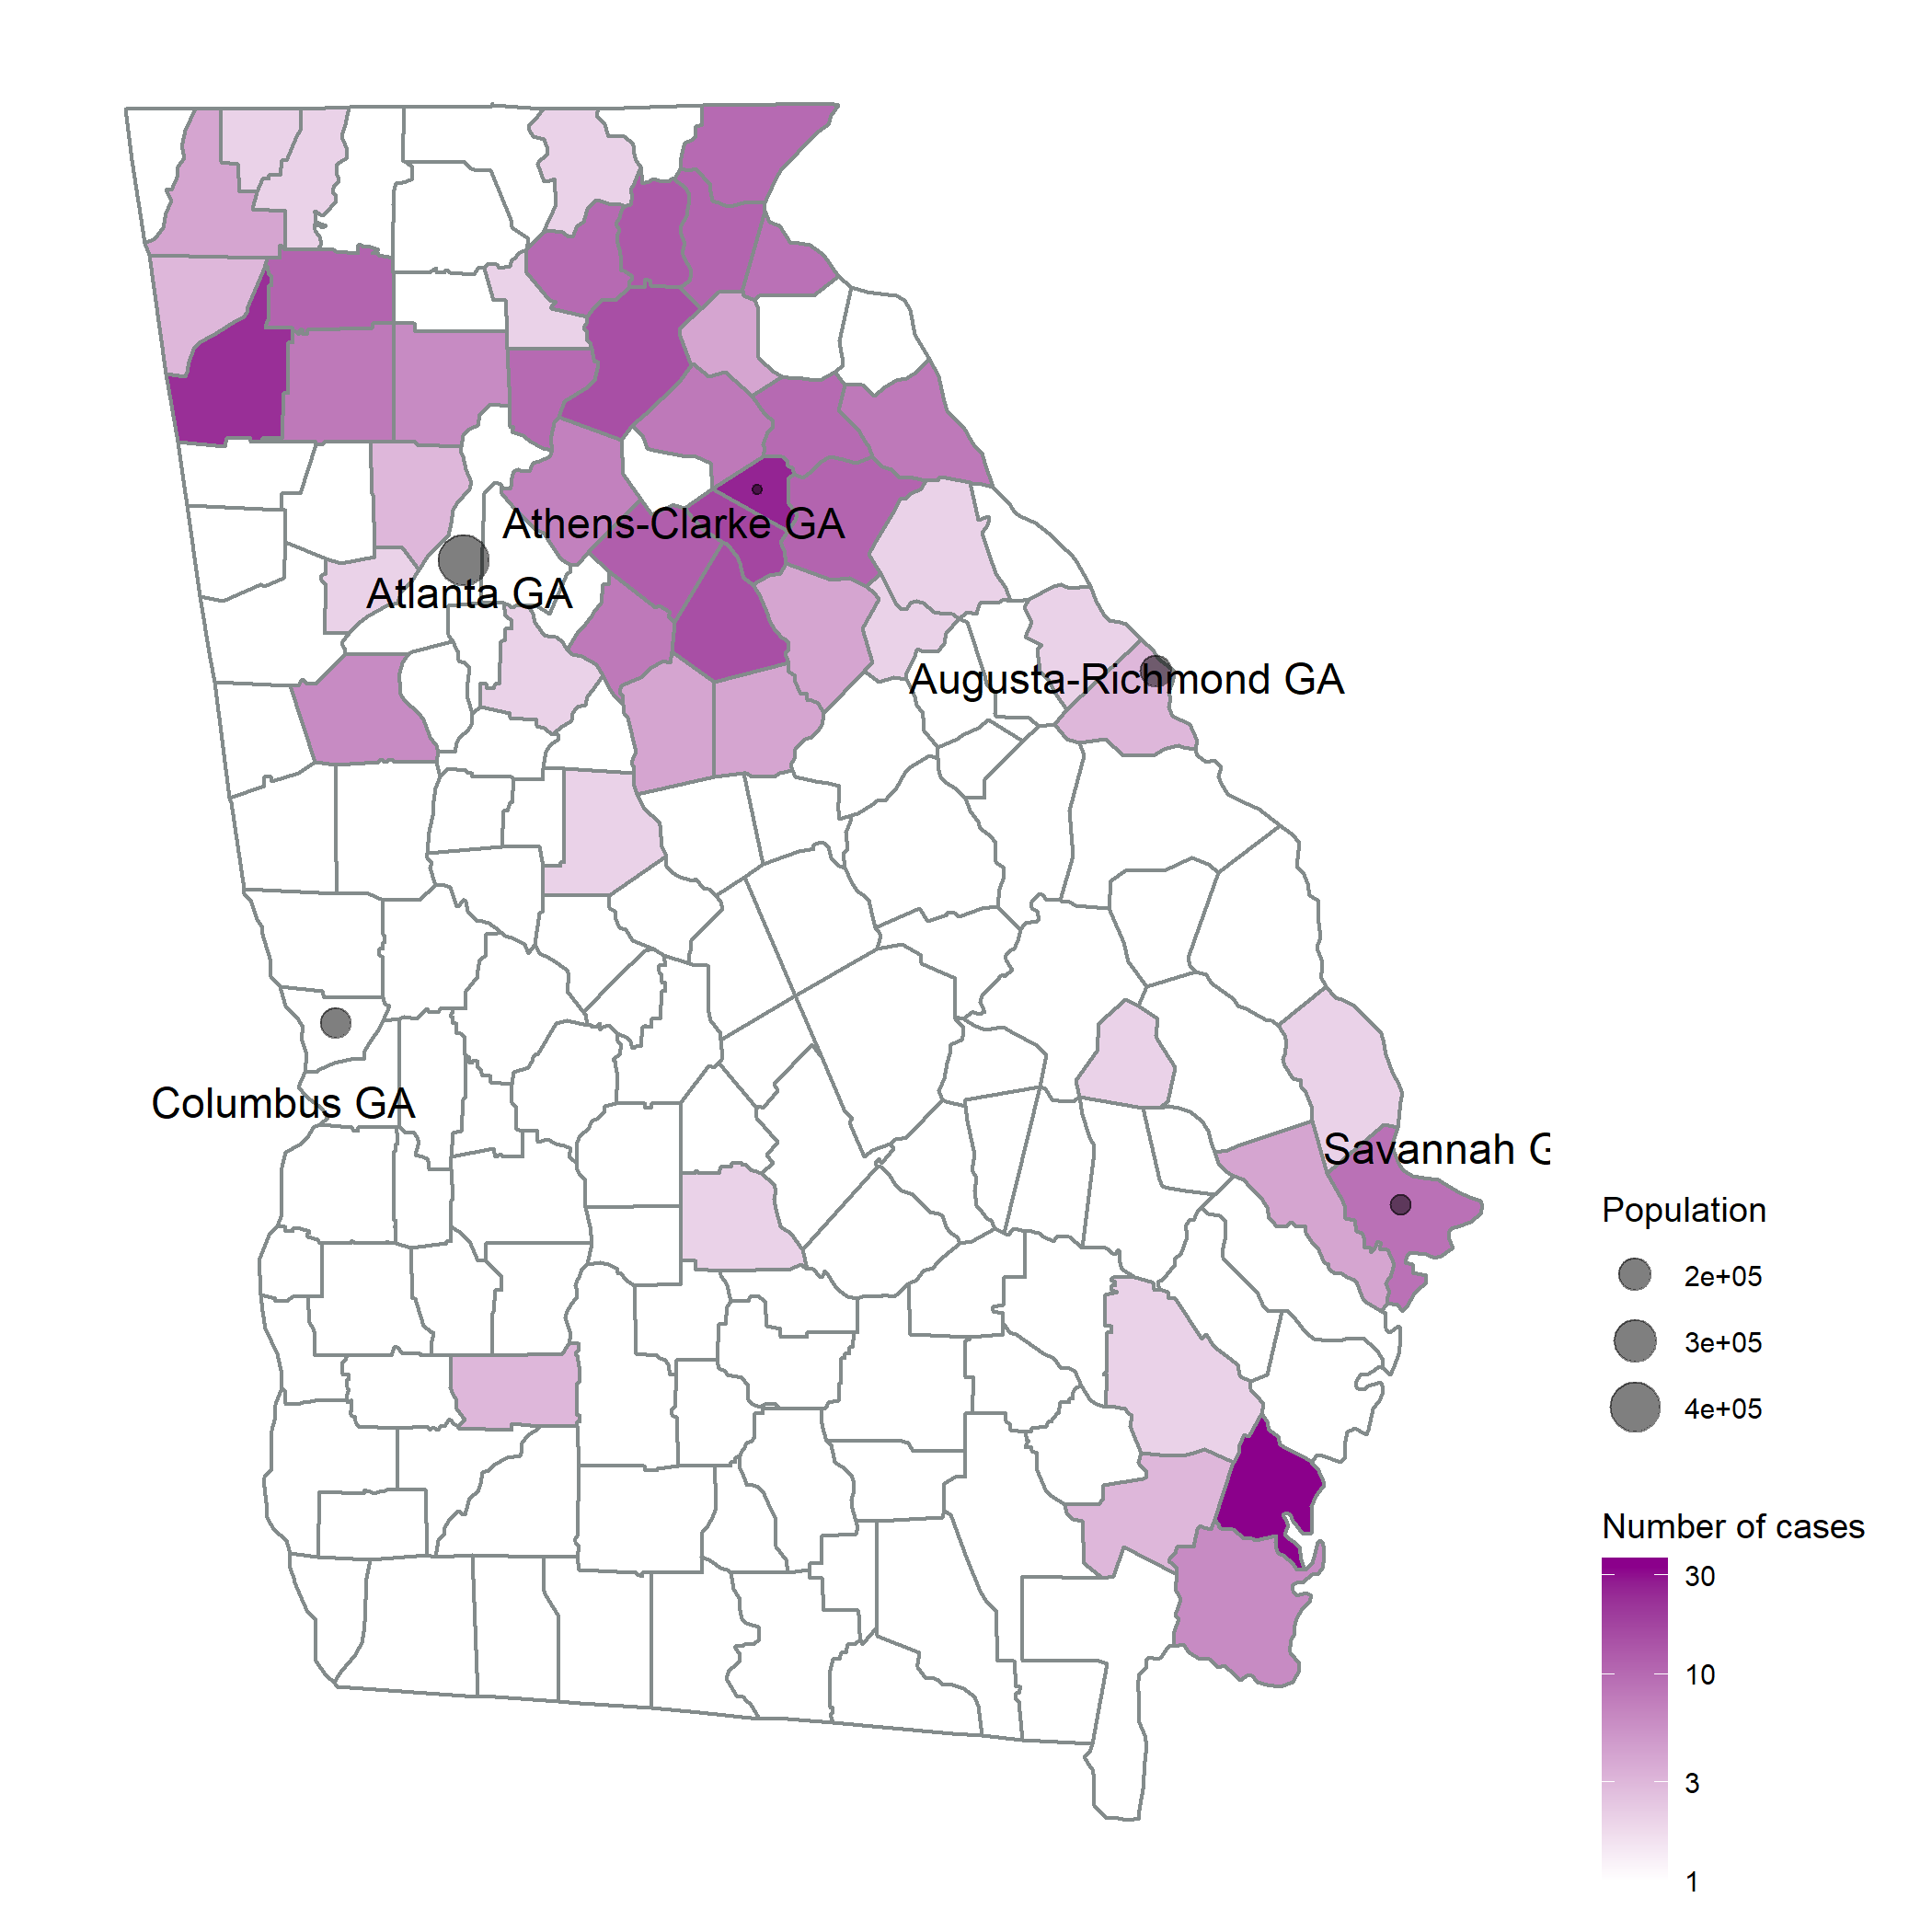 Athens-Clarke GA
Atlanta GA
Augusta-Richmond GA
Columbus GA
Savannah G
Population
2e+05
3e+05
4e+05
Number of cases
30
10
3
1